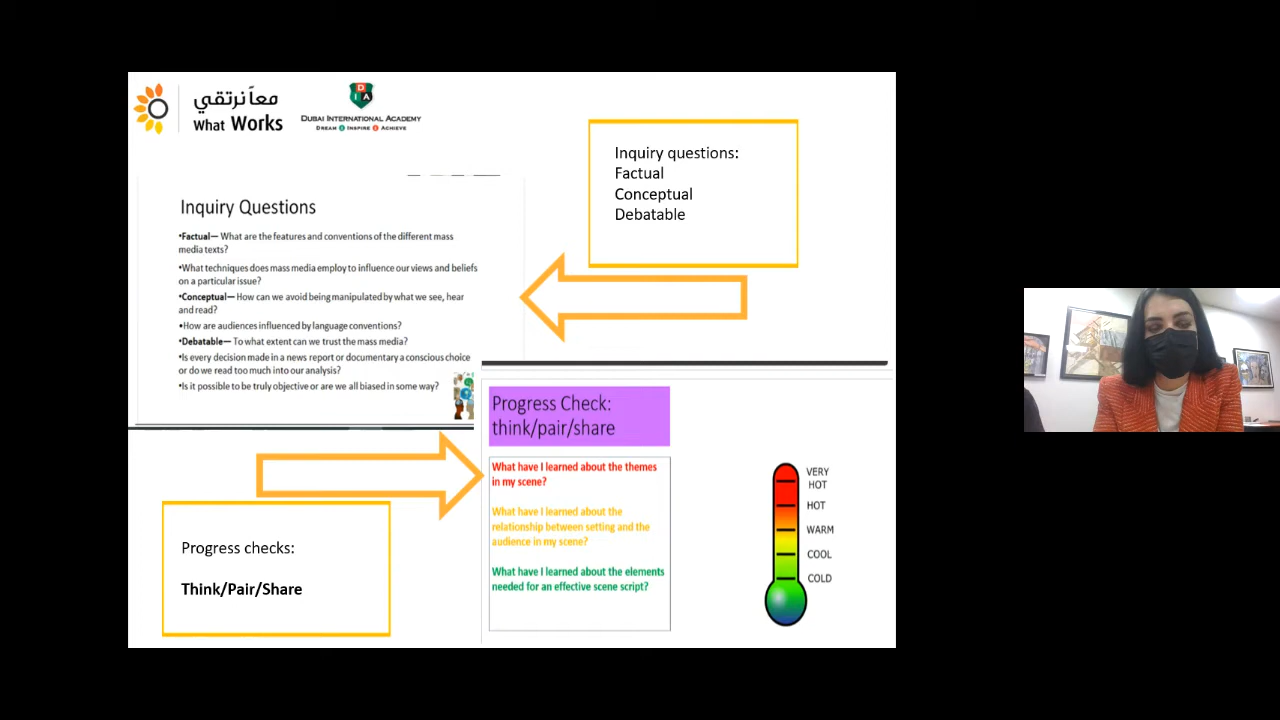 معاً نرتقي
What Works
D
I A
DUBAI INTERNATIONAL ACADEMY
DREAM INSPIRE ACHIEVE
Inquiry questions:
Factual
Conceptual
Debatable
Inquiry Questions
•Factual— What are the features and conventions of the different mass
media texts?
•What techniques does mass media employ to influence our views and beliefs
on a particular issue?
•Conceptual— How can we avoid being manipulated by what we see, hear
and read?
•How are audiences influenced by language conventions?
•Debatable— To what extent can we trust the mass media?
•Is every decision made in a news report or documentary a conscious choice
or do we read too much into our analysis?
•Is it possible to be truly objective or are we all biased in some way?
Progress Check:
think/pair/share
What have I learned about the themes
in my scene?
What have I learned about the
relationship between setting and the
audience in my scene?
What have I learned about the elements
needed for an effective scene script?
VERY
HOT
HOT
WARM
COOL
COLD
Progress checks:
Think/Pair/Share